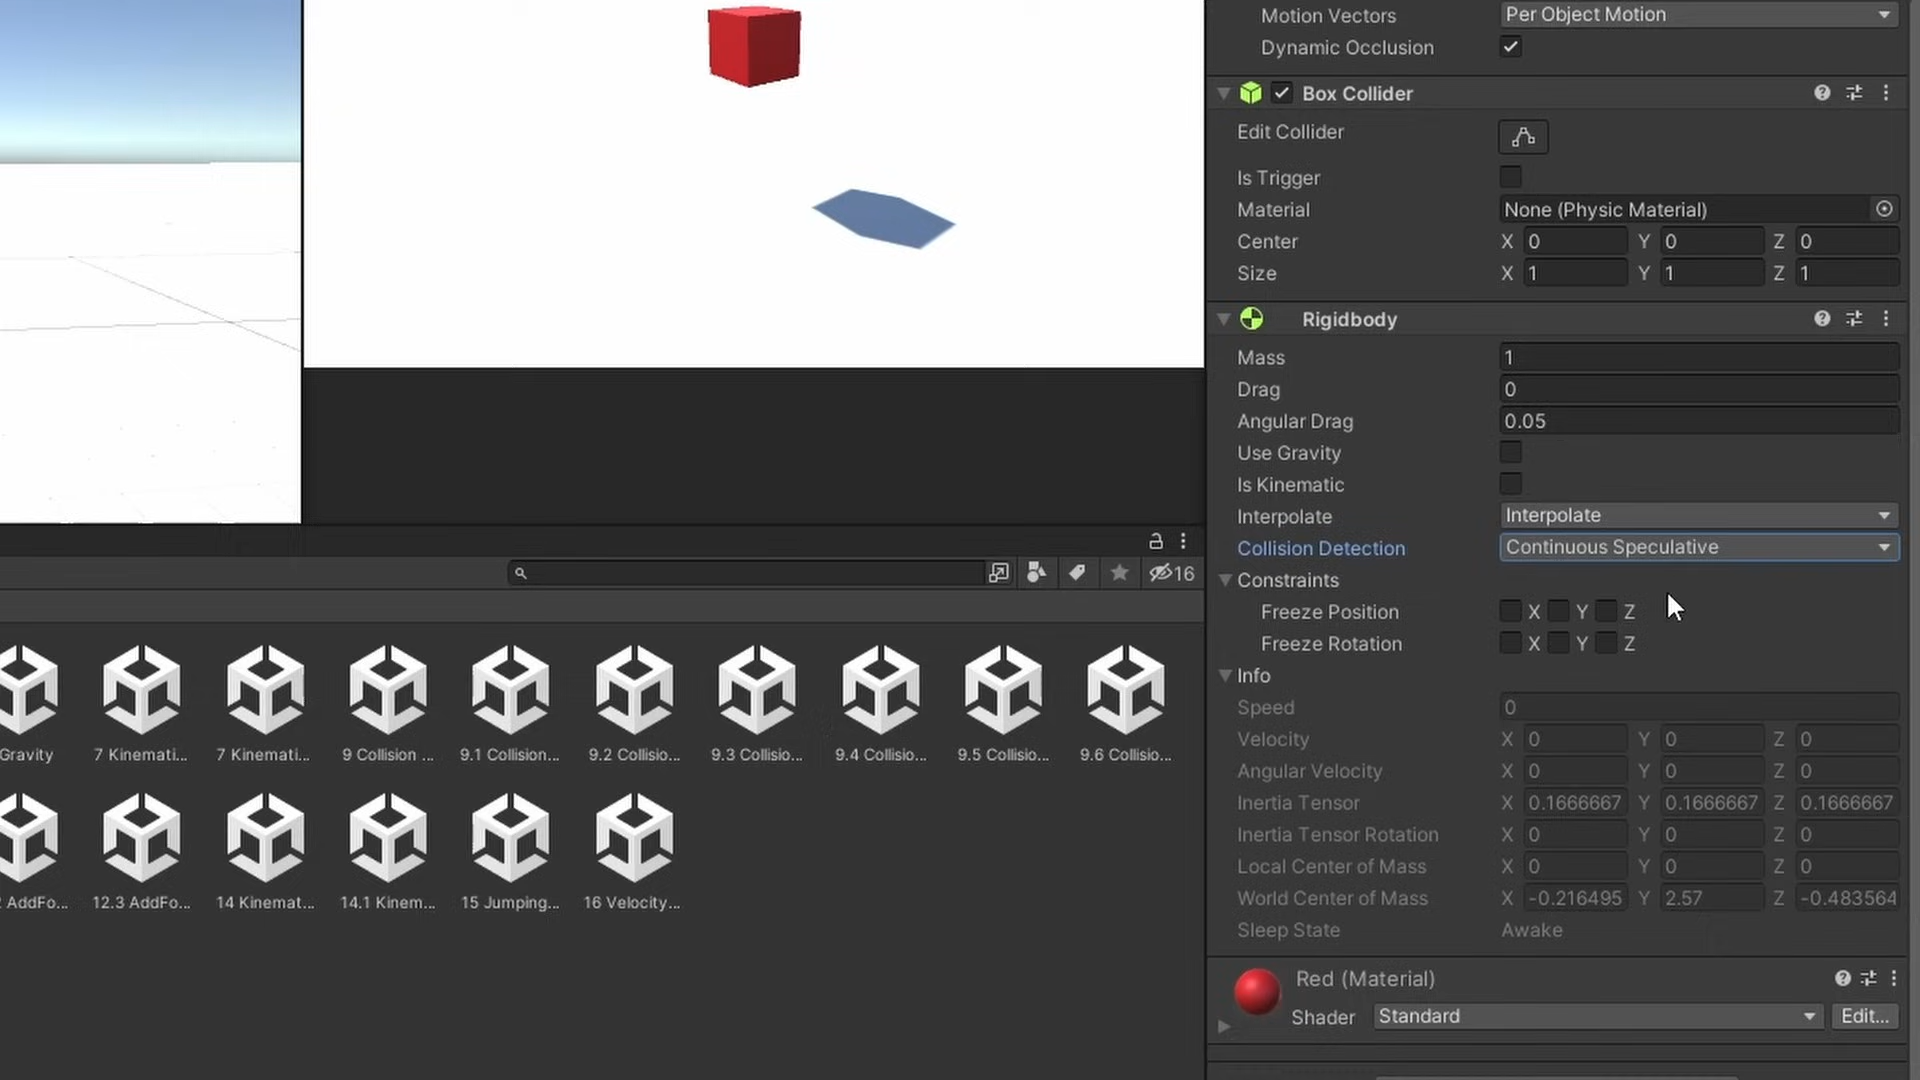 Motion Vectors Per Object Motion
Dynamic Occlusion
Box Collider
Edit Collider
Is Trigger
Material None (Physic Material)
Center X 0 Y 0 Z 0
Size X 1 Y 1 Z 1
Rigidbody
Mass 1
Drag 0
Angular Drag 0.05
Use Gravity
Is Kinematic
Interpolate Interpolate
Collision Detection Continuous Speculative
Constraints
Freeze Position X Y Z
Freeze Rotation X Y Z
Info
Speed 0
Velocity X 0 Y 0 Z 0
Angular Velocity X 0 Y 0 Z 0
Inertia Tensor X 0.1666667 Y 0.1666667 Z 0.1666667
Inertia Tensor Rotation X 0 Y 0 Z 0
Local Center of Mass X 0 Y 0 Z 0
World Center of Mass X -0.216495 Y 2.57 Z -0.483564
Sleep State Awake
Red (Material)
Shader Standard Edit...
16
Gravity 7 Kinemati... 7 Kinemati... 9 Collision ... 9.1 Collision... 9.2 Collisio... 9.3 Collisio... 9.4 Collisio... 9.5 Collisio... 9.6 Collisio...
2 AddFo... 12.3 AddFo... 14 Kinemat... 14.1 Kinem... 15 Jumping... 16 Velocity...